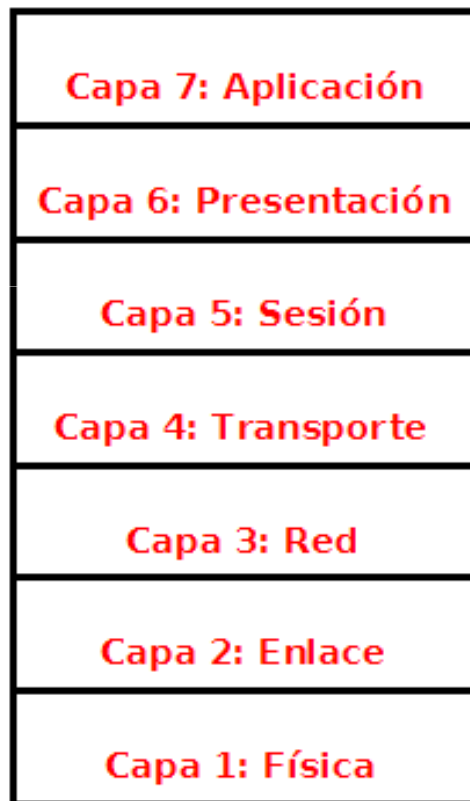 Capa 7: Aplicación
Capa 6: Presentación
Capa 5: Sesión
Capa 4: Transporte
Capa 3: Red
Capa 2: Enlace
Capa 1: Física